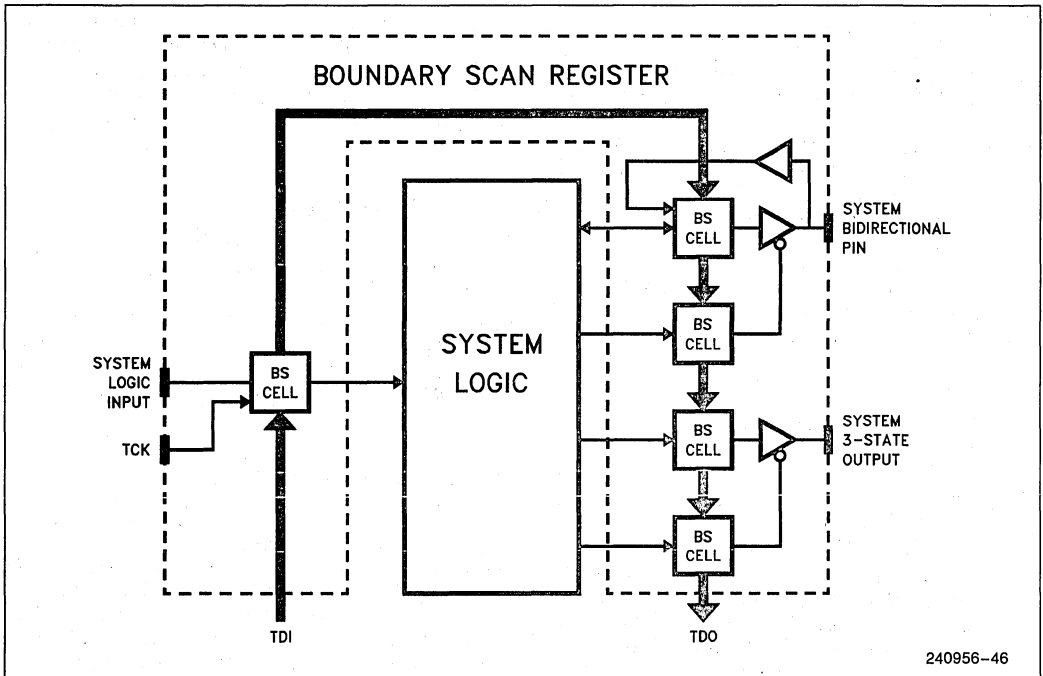 BOUNDARY SCAN REGISTER
SYSTEM
BIDIRECTIONAL
PIN
BS
CELL
BS
CELL
SYSTEM
LOGIC
SYSTEM
LOGIC
INPUT
BS
CELL
TCK
BS
CELL
SYSTEM
3-STATE
OUTPUT
BS
CELL
TDI
TDO
240956-46